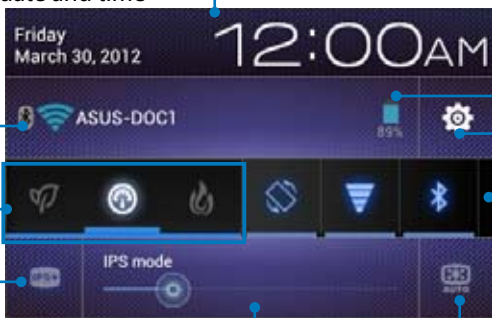 date and time
Friday
March 30, 2012
12:00AM
ASUS-DOC1
89%
IPS mode
IPS+
AUTO